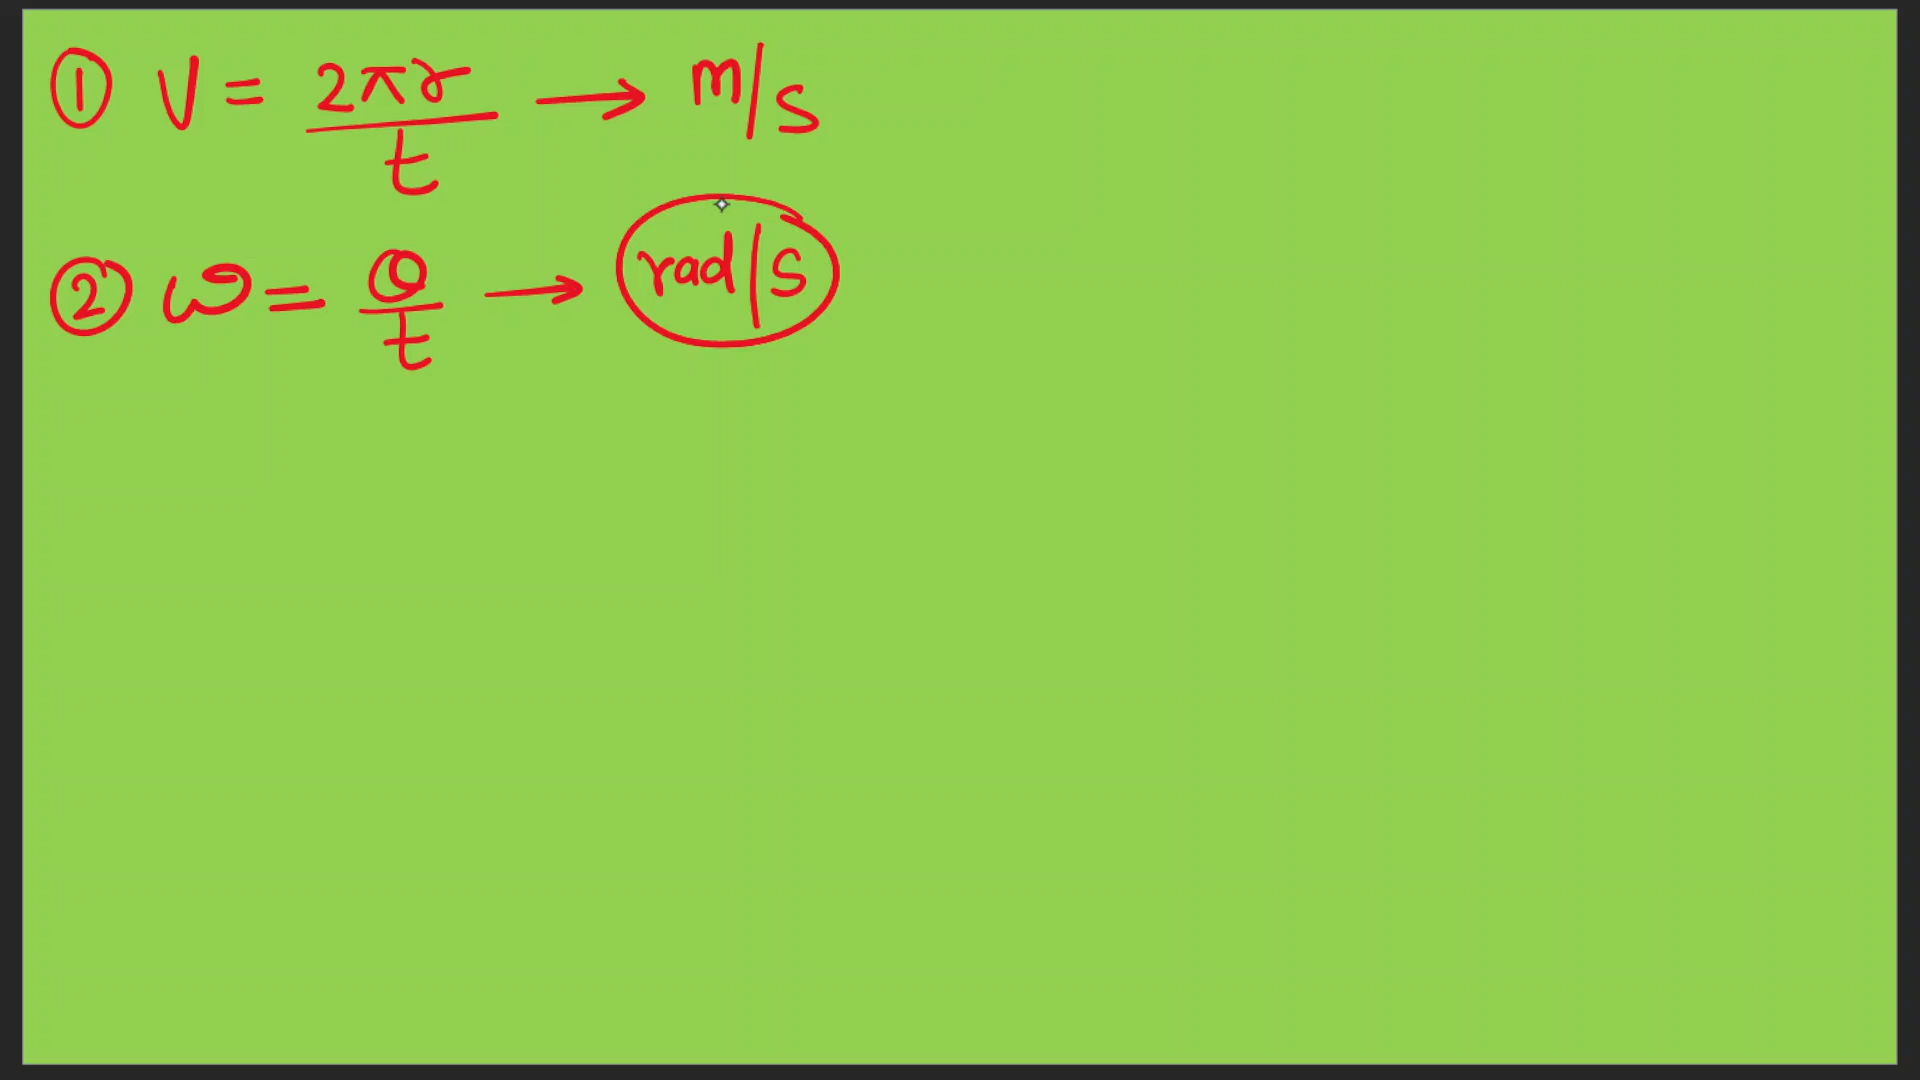 ① V = 2πr/t → m/s
② ω = θ/t → rad/s